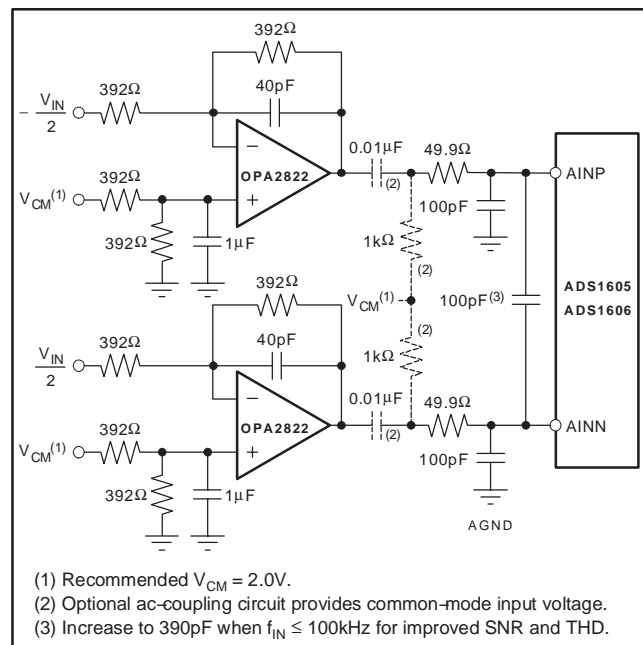 392Ω
40pF
– V_IN/2
392Ω
0.01μF
49.9Ω
OPA2822
(2)
AINP
V_CM(1)
392Ω
392Ω
1μF
100pF
1kΩ
(2)
ADS1605
ADS1606
392Ω
V_CM(1)
100pF(3)
40pF
(2)
1kΩ
V_IN/2
392Ω
0.01μF
49.9Ω
OPA2822
(2)
AINN
V_CM(1)
392Ω
392Ω
1μF
100pF
AGND
(1) Recommended V_CM = 2.0V.
(2) Optional ac–coupling circuit provides common–mode input voltage.
(3) Increase to 390pF when f_IN ≤ 100kHz for improved SNR and THD.